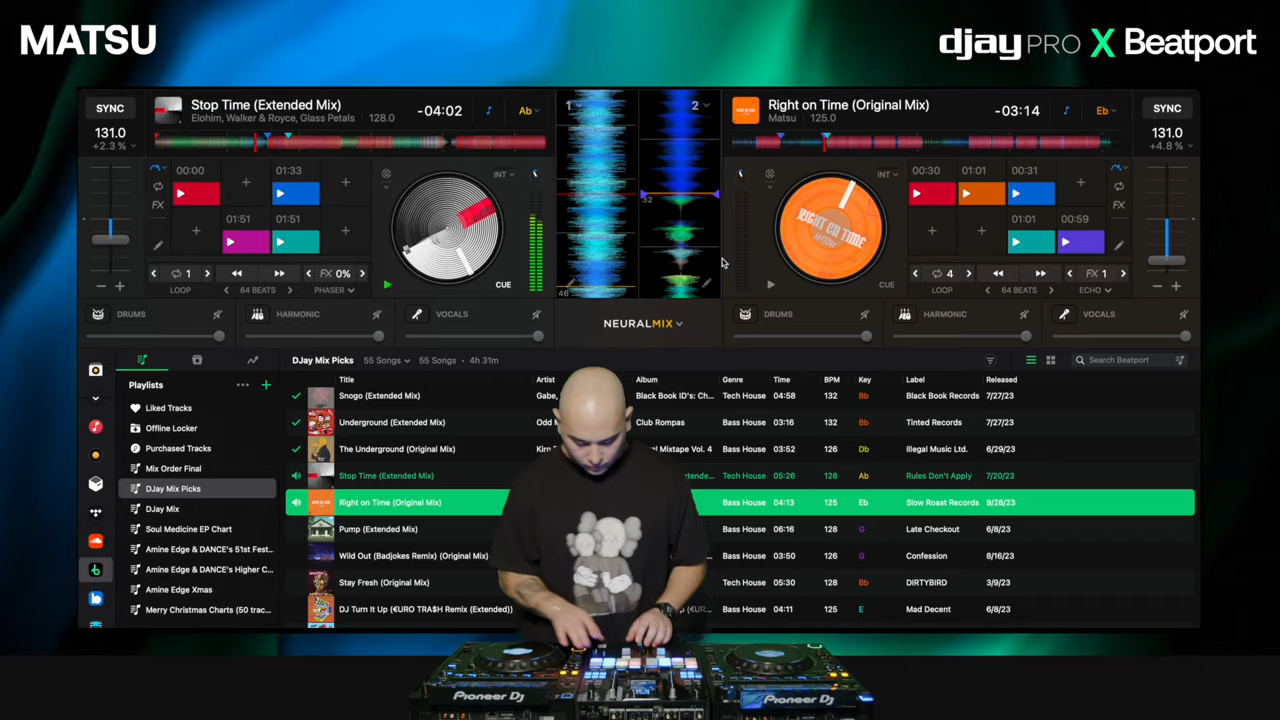 MATSU
djay PRO X Beatport
SYNC
131.0
+2.3 %
Stop Time (Extended Mix)
Elohim, Walker & Royce, Glass Petals
128.0
-04:02
Ab
1
2
Right on Time (Original Mix)
Matsu
125.0
-03:14
Eb
SYNC
131.0
+4.8 %
00:00
01:33
01:51
01:51
FX
INT
CUE
1
FX 0%
LOOP
64 BEATS
PHASER
32
46
RIGHT ON TIME
MATSU
INT
CUE
00:30
01:01
00:31
01:01
00:59
FX
4
FX 1
LOOP
64 BEATS
ECHO
DRUMS
HARMONIC
VOCALS
NEURALMIX
DRUMS
HARMONIC
VOCALS
DJay Mix Picks
55 Songs
55 Songs · 4h 31m
Search Beatport
Playlists
Liked Tracks
Offline Locker
Purchased Tracks
Mix Order Final
DJay Mix Picks
DJay Mix
Soul Medicine EP Chart
Amine Edge & DANCE's 51st Fest...
Amine Edge & DANCE's Higher C...
Amine Edge Xmas
Merry Christmas Charts (50 trac...
Title Artist Album Genre Time BPM Key Label Released
Snogo (Extended Mix) Gabe, Black Book ID's: Ch... Bass House 04:58 132 Bb Black Book Records 7/27/23
Underground (Extended Mix) Odd Club Rompas Bass House 03:16 132 Bb Tinted Records 7/27/23
The Underground (Original Mix) Kiro Mixtape Vol. 4 Bass House 03:52 126 Db Illegal Music Ltd. 6/29/23
Stop Time (Extended Mix) Tech House 05:26 128 Ab Rules Don't Apply 7/20/23
Right on Time (Original Mix) Bass House 04:13 125 Eb Slow Roast Records 9/28/23
Pump (Extended Mix) Bass House 06:16 128 G Late Checkout 6/8/23
Wild Out (Badjokes Remix) (Original Mix) Bass House 03:50 126 G Confession 8/16/23
Stay Fresh (Original Mix) Tech House 05:30 128 Bb DIRTYBIRD 3/9/23
DJ Turn It Up (€URO TRA$H Remix (Extended)) Bass House 04:11 128 E Mad Decent 6/8/23
Pioneer Dj
Pioneer Dj